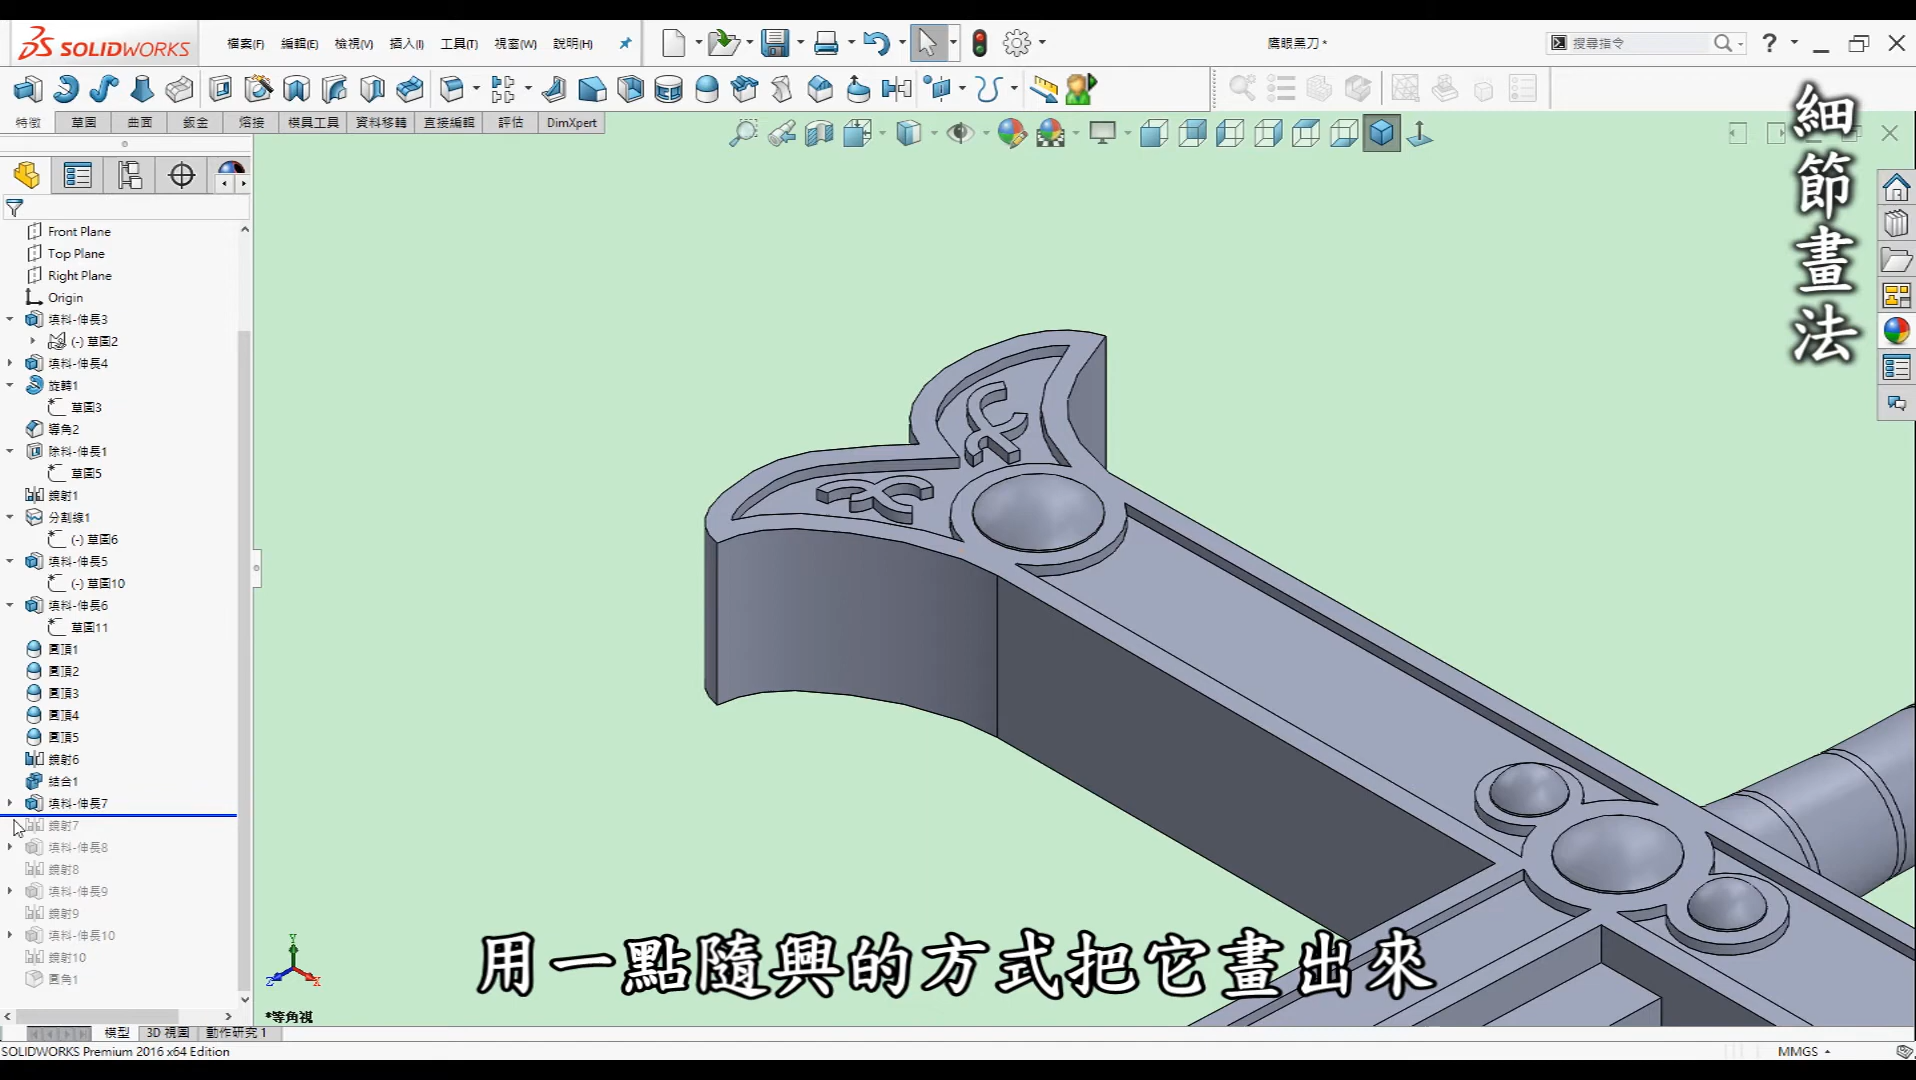 SOLIDWORKS
檔案(F) 編輯(E) 檢視(V) 插入(I) 工具(T) 視窗(W) 說明(H)
鷹眼黑刀 *
搜尋指令
特徵 草圖 曲面 鈑金 熔接 模具工具 資料移轉 直接編輯 評估 DimXpert
細節畫法
Front Plane
Top Plane
Right Plane
Origin
填料-伸長3
(-) 草圖2
填料-伸長4
旋轉1
草圖3
導角2
除料-伸長1
草圖5
鏡射1
分割線1
(-) 草圖6
填料-伸長5
(-) 草圖10
填料-伸長6
草圖11
圓頂1
圓頂2
圓頂3
圓頂4
圓頂5
鏡射6
結合1
填料-伸長7
鏡射7
填料-伸長8
鏡射8
填料-伸長9
鏡射9
填料-伸長10
鏡射10
圓角1
用一點隨興的方式把它畫出來
*等角視
模型 3D 視圖 動作研究 1
SOLIDWORKS Premium 2016 x64 Edition
MMGS